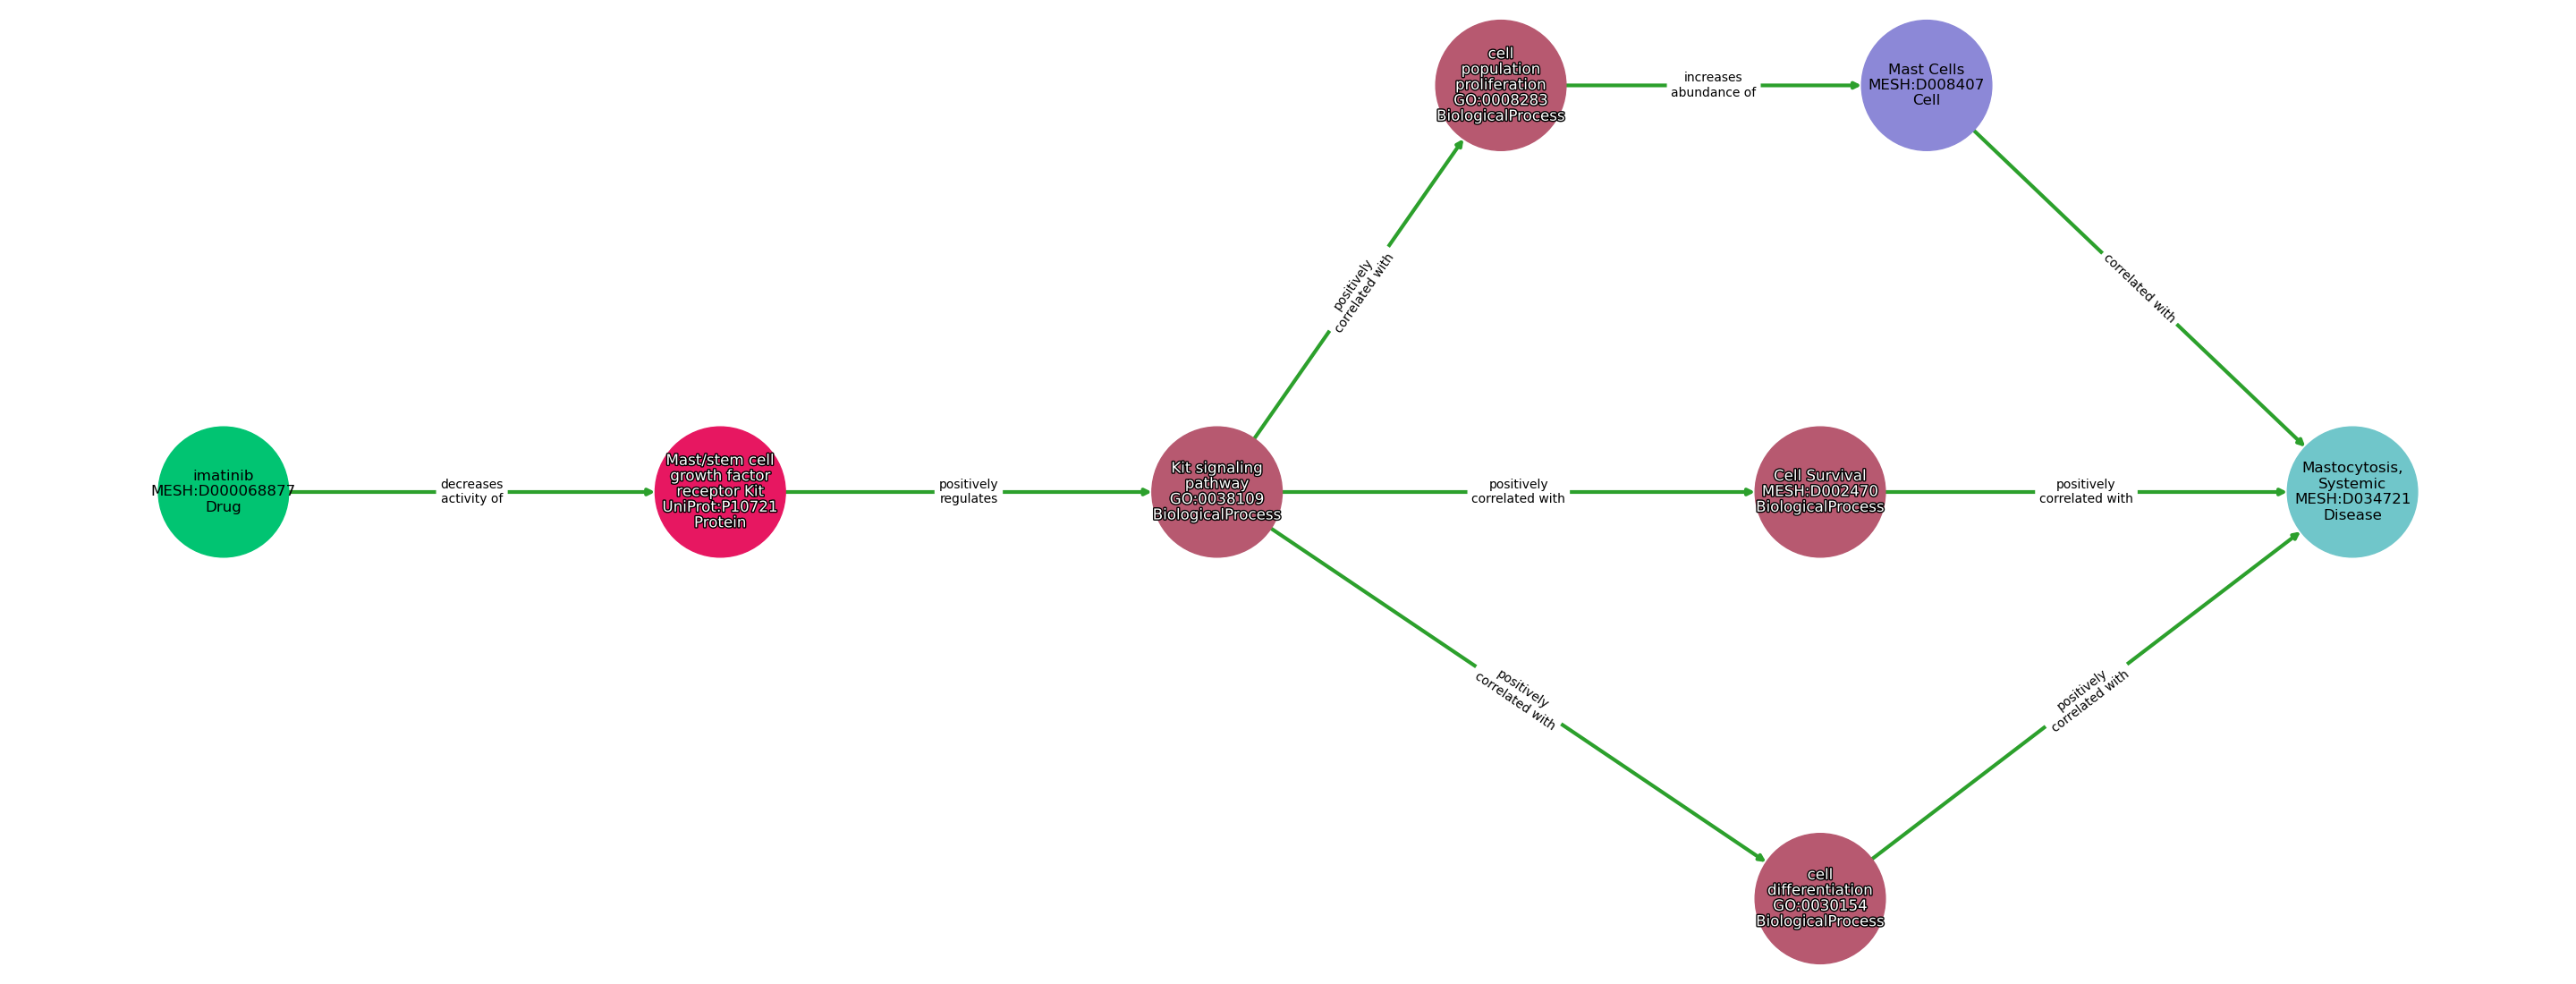 cell
population
proliferation
GO:0008283
BiologicalProcess
increases
abundance of
Mast Cells
MESH:D008407
Cell
positively
correlated with
correlated with
imatinib
MESH:D000068877
Drug
decreases
activity of
Mast/stem cell
growth factor
receptor Kit
UniProt:P10721
Protein
positively
regulates
Kit signaling
pathway
GO:0038109
BiologicalProcess
positively
correlated with
Cell Survival
MESH:D002470
BiologicalProcess
positively
correlated with
Mastocytosis,
Systemic
MESH:D034721
Disease
positively
correlated with
positively
correlated with
cell
differentiation
GO:0030154
BiologicalProcess